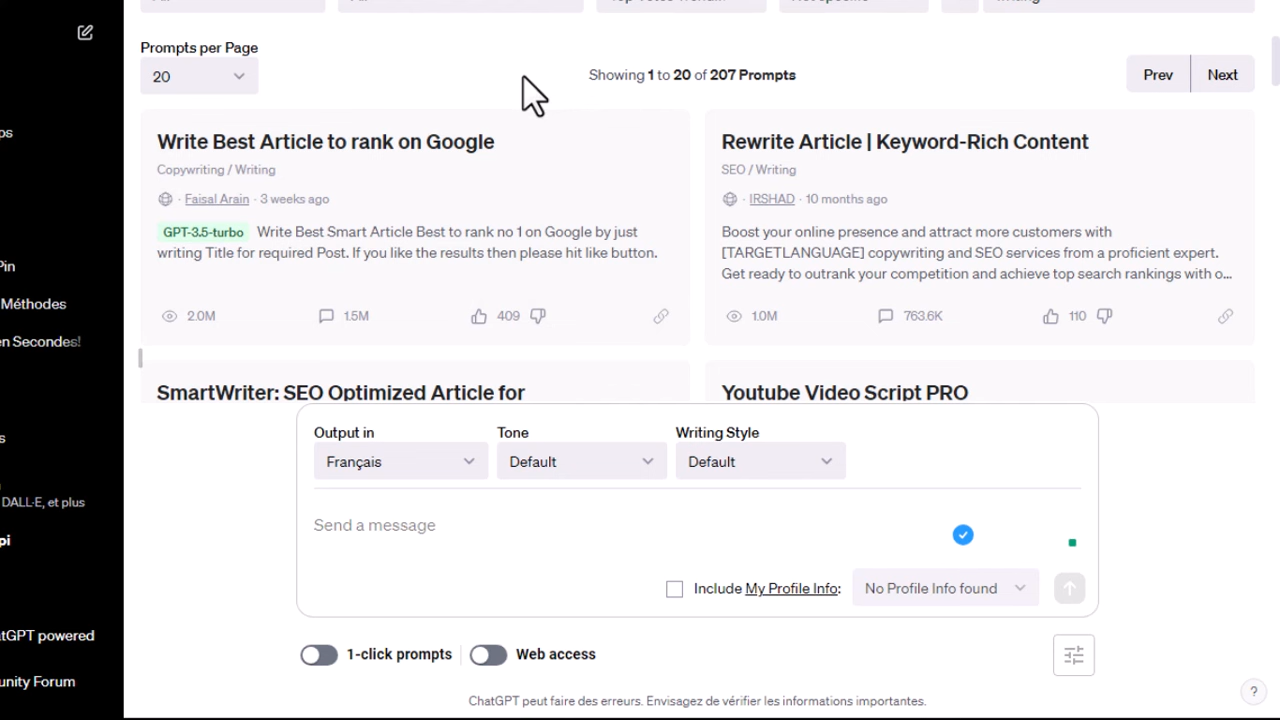 Prompts per Page
20
Showing 1 to 20 of 207 Prompts
Prev
Next
Write Best Article to rank on Google
Copywriting / Writing
· Faisal Arain · 3 weeks ago
GPT-3.5-turbo Write Best Smart Article Best to rank no 1 on Google by just
writing Title for required Post. If you like the results then please hit like button.
2.0M 1.5M 409
Rewrite Article | Keyword-Rich Content
SEO / Writing
· IRSHAD · 10 months ago
Boost your online presence and attract more customers with
[TARGETLANGUAGE] copywriting and SEO services from a proficient expert.
Get ready to outrank your competition and achieve top search rankings with o...
1.0M 763.6K 110
SmartWriter: SEO Optimized Article for
Youtube Video Script PRO
Output in
Français
Tone
Default
Writing Style
Default
Send a message
Include My Profile Info:
No Profile Info found
1-click prompts
Web access
ChatGPT peut faire des erreurs. Envisagez de vérifier les informations importantes.
?
Pin
Méthodes
en Secondes!
DALL·E, et plus
tGPT powered
unity Forum